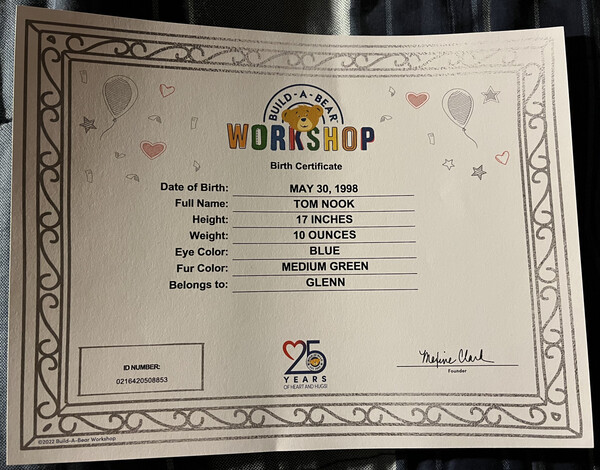 BUILD-A-BEAR
WORKSHOP
Birth Certificate
Date of Birth: MAY 30, 1998
Full Name: TOM NOOK
Height: 17 INCHES
Weight: 10 OUNCES
Eye Color: BLUE
Fur Color: MEDIUM GREEN
Belongs to: GLENN
ID NUMBER:
0216420508853
25
YEARS
OF HEART AND HUGS!
Maxine Clark
Founder
©2022 Build-A-Bear Workshop